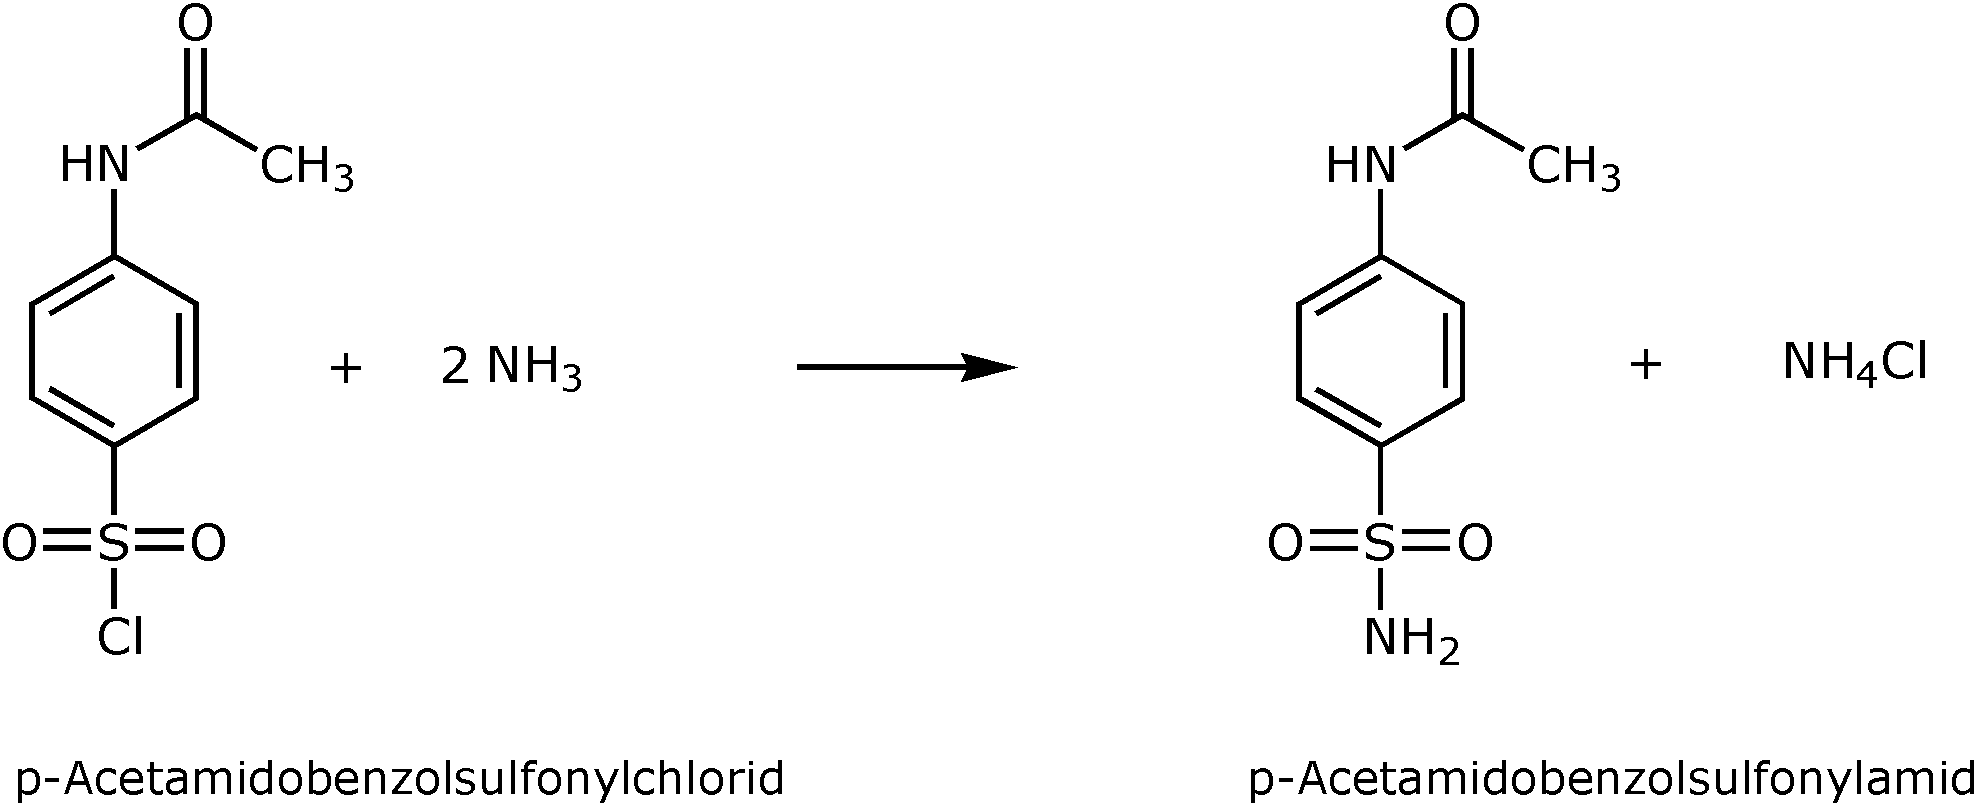 O O
HN CH3 HN CH3
+ 2 NH3 + NH4Cl
O S O O S O
Cl NH2
p-Acetamidobenzolsulfonylchlorid p-Acetamidobenzolsulfonylamid